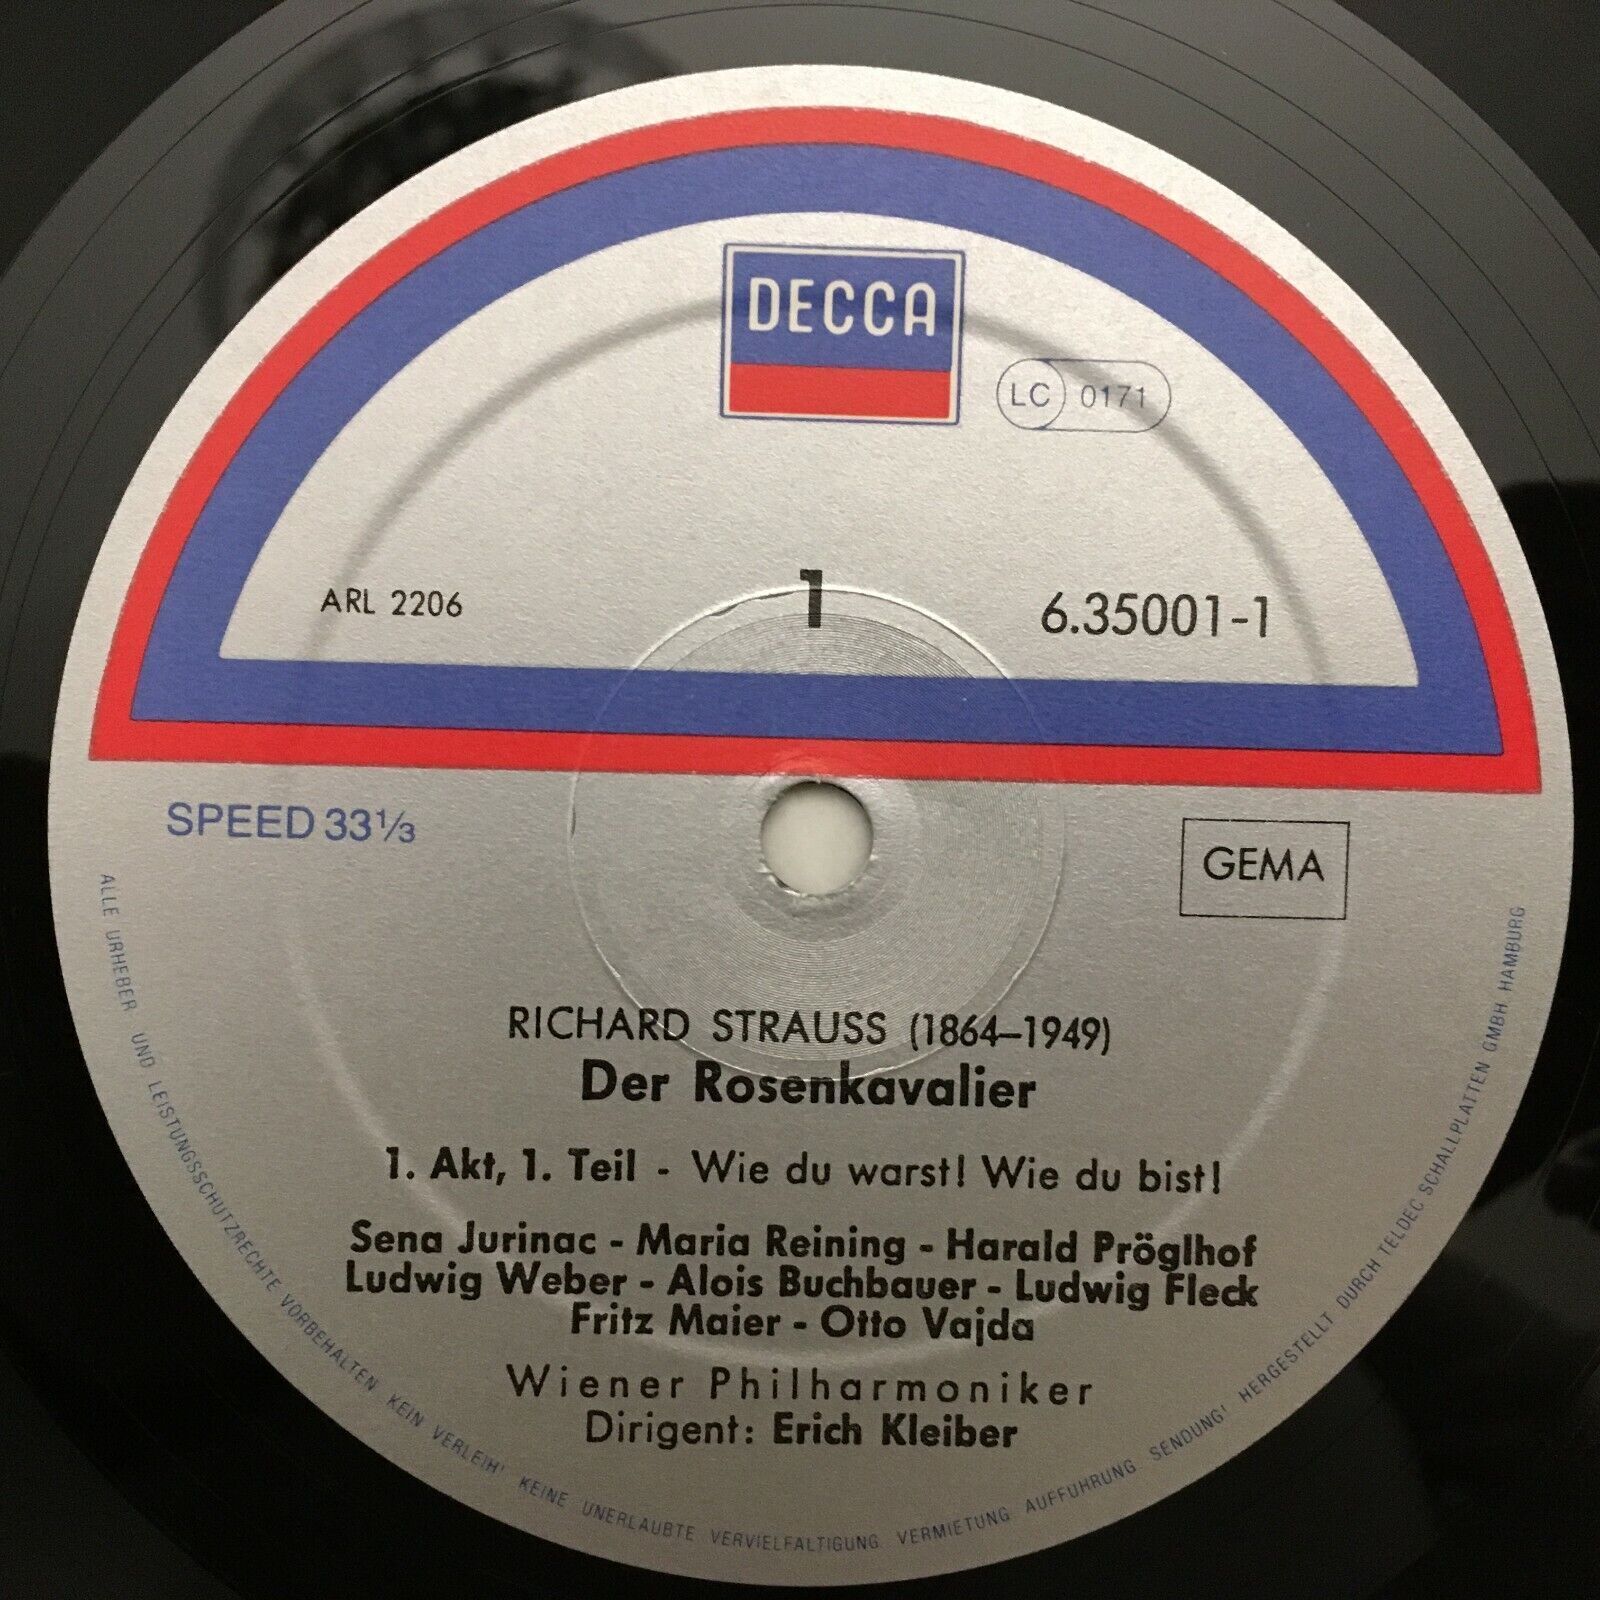 DECCA
LC 0171
ARL 2206
1
6.35001-1
SPEED 33⅓
GEMA
RICHARD STRAUSS (1864–1949)
Der Rosenkavalier
1. Akt, 1. Teil - Wie du warst! Wie du bist!
Sena Jurinac - Maria Reining - Harald Pröglhof
Ludwig Weber - Alois Buchbauer - Ludwig Fleck
Fritz Maier - Otto Vajda
Wiener Philharmoniker
Dirigent: Erich Kleiber
ALLE URHEBER UND LEISTUNGSSCHUTZRECHTE VORBEHALTEN KEIN VERLEIH! KEINE UNERLAUBTE VERVIELFÄLTIGUNG. VERMIETUNG AUFFÜHRUNG SENDUNG! HERGESTELLT DURCH TELDEC SCHALLPLATTEN GMBH HAMBURG